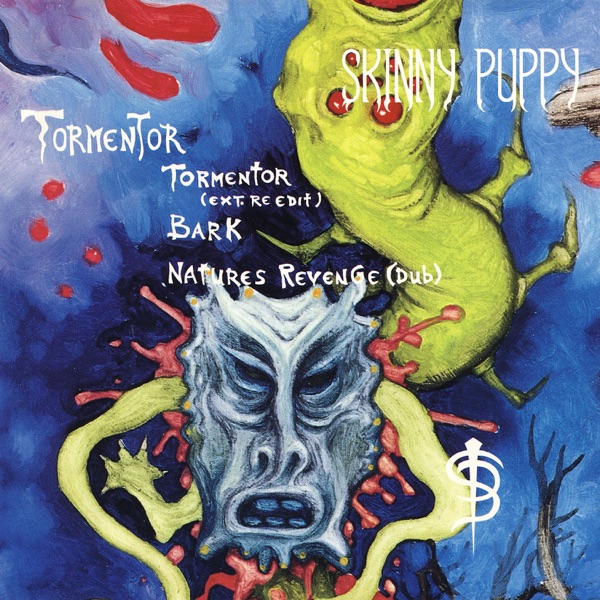 SKINNY PUPPY
TORMENTOR
TORMENTOR
(EXT. RE EDIT)
BARK
NATURES REVENGE (DUB)